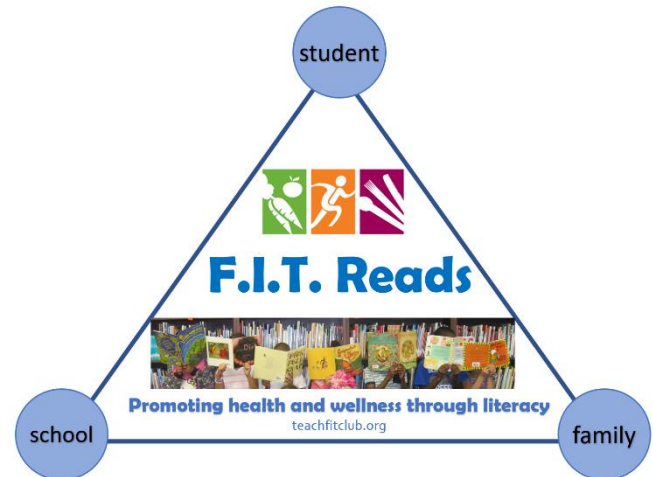 student
F.I.T. Reads
Promoting health and wellness through literacy
teachfitclub.org
school
family